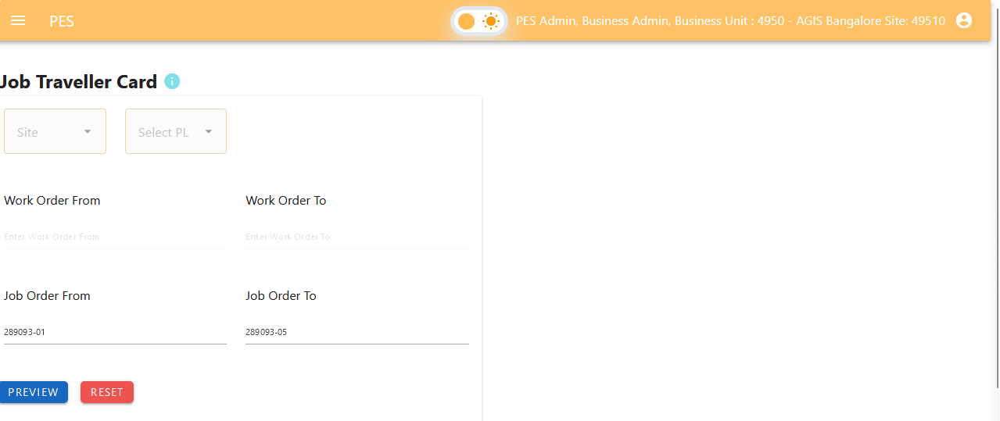 PES
PES Admin, Business Admin, Business Unit : 4950 - AGIS Bangalore Site: 49510
Job Traveller Card
Site
Select PL
Work Order From
Work Order To
Enter Work Order From
Enter Work Order To
Job Order From
Job Order To
289093-01
289093-05
PREVIEW
RESET